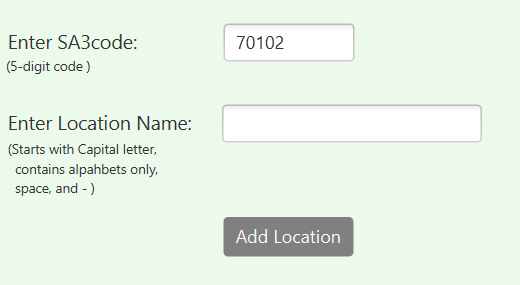 Enter SA3code: 70102
(5-digit code )
Enter Location Name:
(Starts with Capital letter,
contains alpahbets only,
space, and - )
Add Location